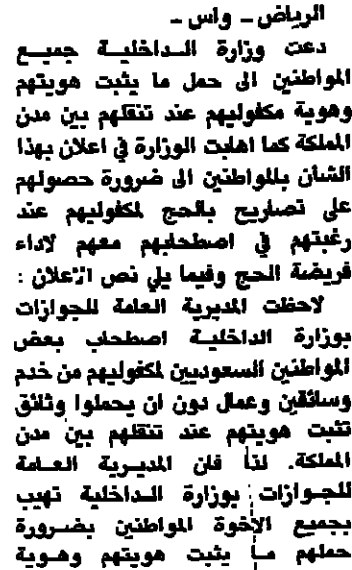 الرياض - واس -
دعت وزارة الداخلية جميع
المواطنين الى حمل ما يثبت هويتهم
وهوية مكفوليهم عند تنقلهم بين مدن
المملكة كما اهابت الوزارة في اعلان بهذا
الشأن بالمواطنين الى ضرورة حصولهم
على تصاريح بالحج لمكفوليهم عند
رغبتهم في اصطحابهم معهم لاداء
فريضة الحج وفيما يلي نص الاعلان :
لاحظت المديرية العامة للجوازات
بوزارة الداخلية اصطحاب بعض
المواطنين السعوديين لمكفوليهم من خدم
وسائقين وعمال دون ان يحملوا وثائق
تثبت هويتهم عند تنقلهم بين مدن
المملكة. لذا فان المديرية العامة
للجوازات بوزارة الداخلية تهيب
بجميع الاخوة المواطنين بضرورة
حملهم ما يثبت هويتهم وهوية